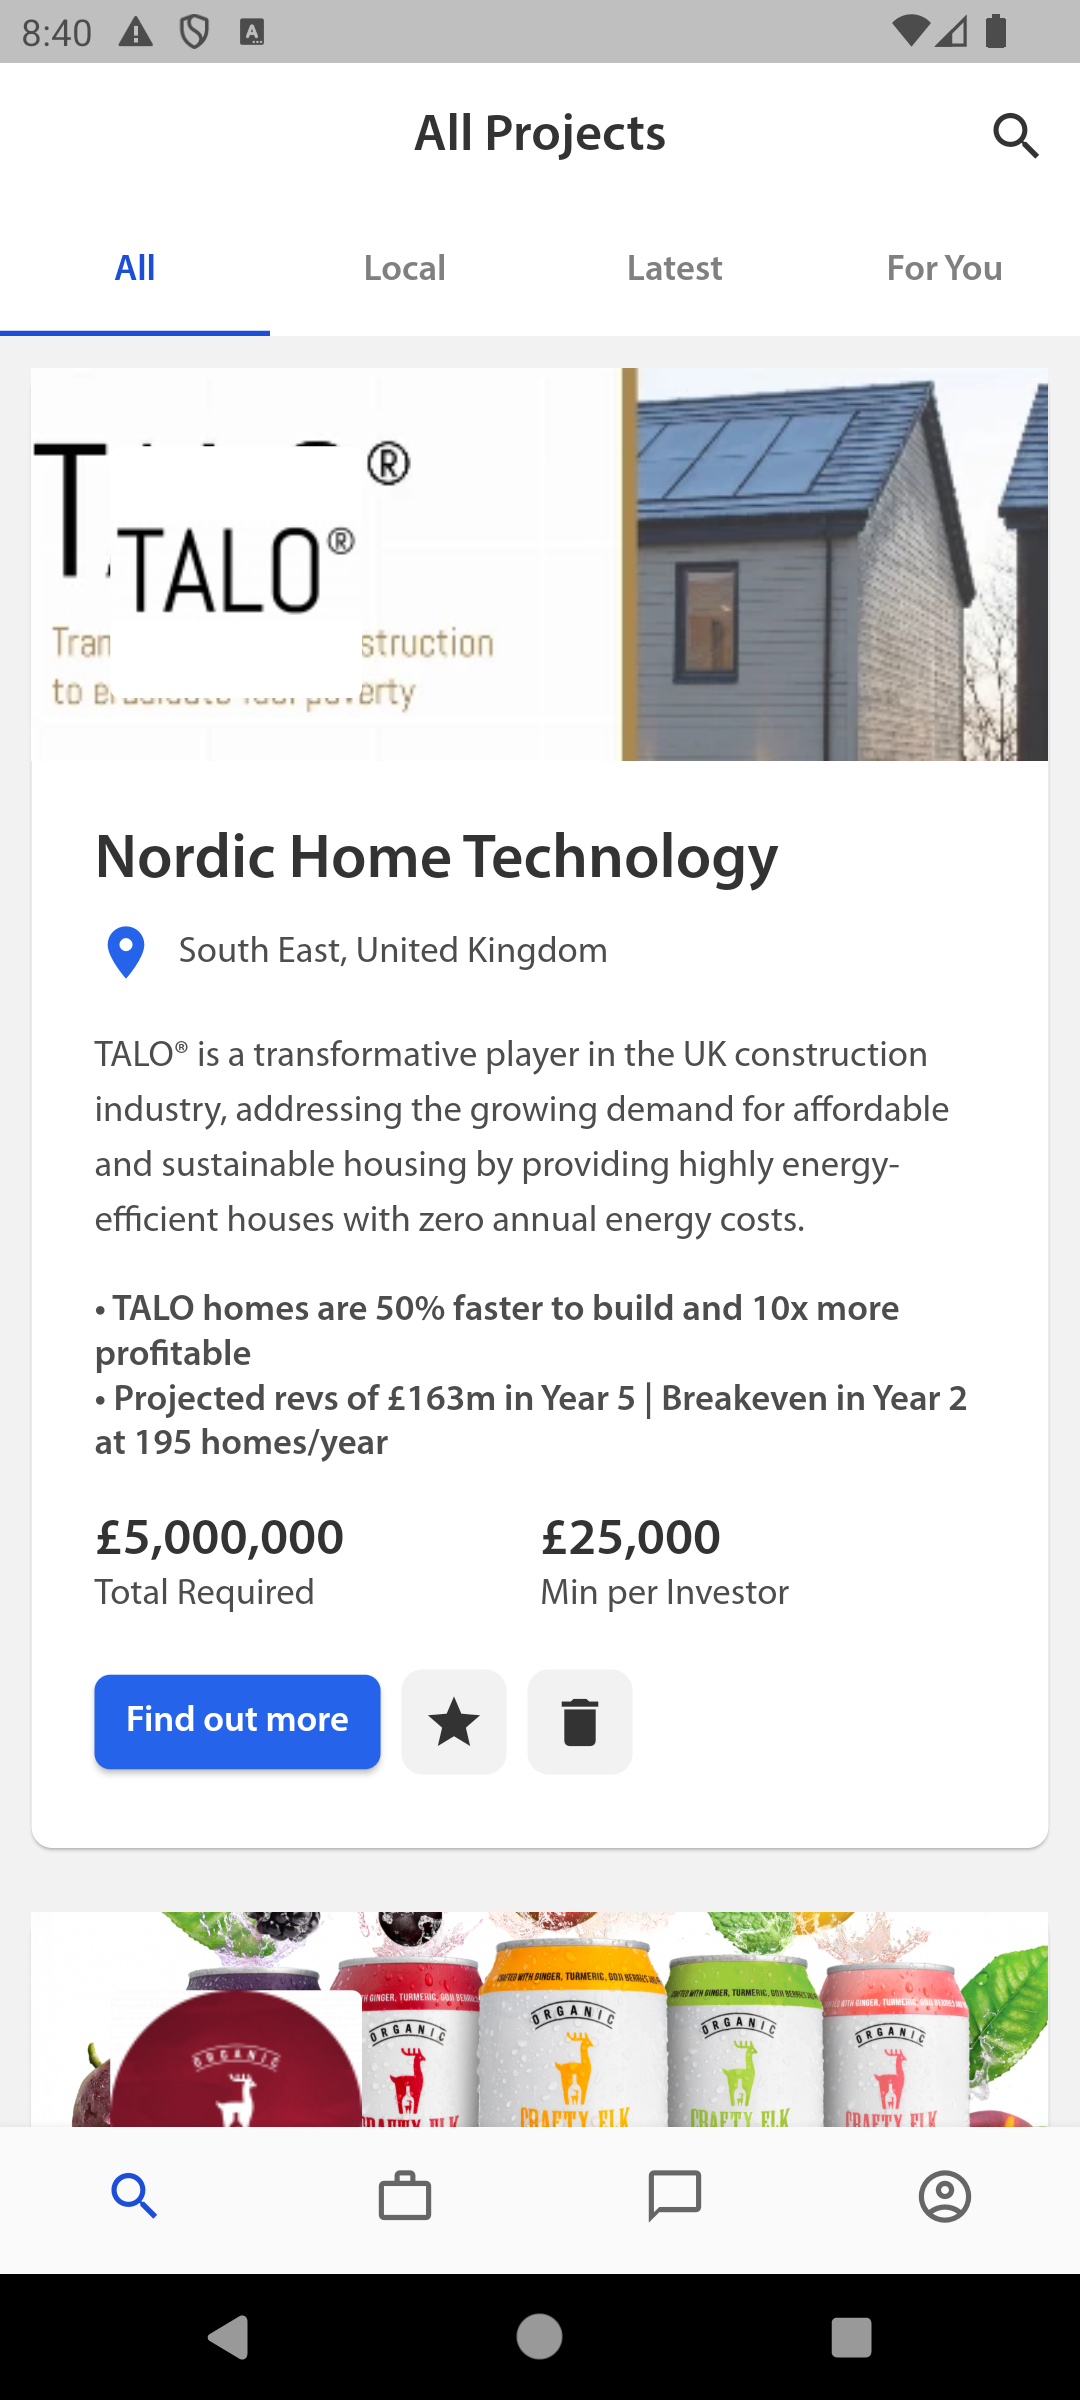 8:40
All Projects
All
Local
Latest
For You
®
TALO®
struction
erty
Nordic Home Technology
South East, United Kingdom
TALO® is a transformative player in the UK construction
industry, addressing the growing demand for affordable
and sustainable housing by providing highly energy-
efficient houses with zero annual energy costs.
• TALO homes are 50% faster to build and 10x more
profitable
• Projected revs of £163m in Year 5 | Breakeven in Year 2
at 195 homes/year
£5,000,000
£25,000
Total Required
Min per Investor
Find out more
ORGANIC
ORGANIC
ORGANIC
ORGANIC
ORGANIC
CRAFTY ELK
CRAFTY ELK
CRAFTY ELK